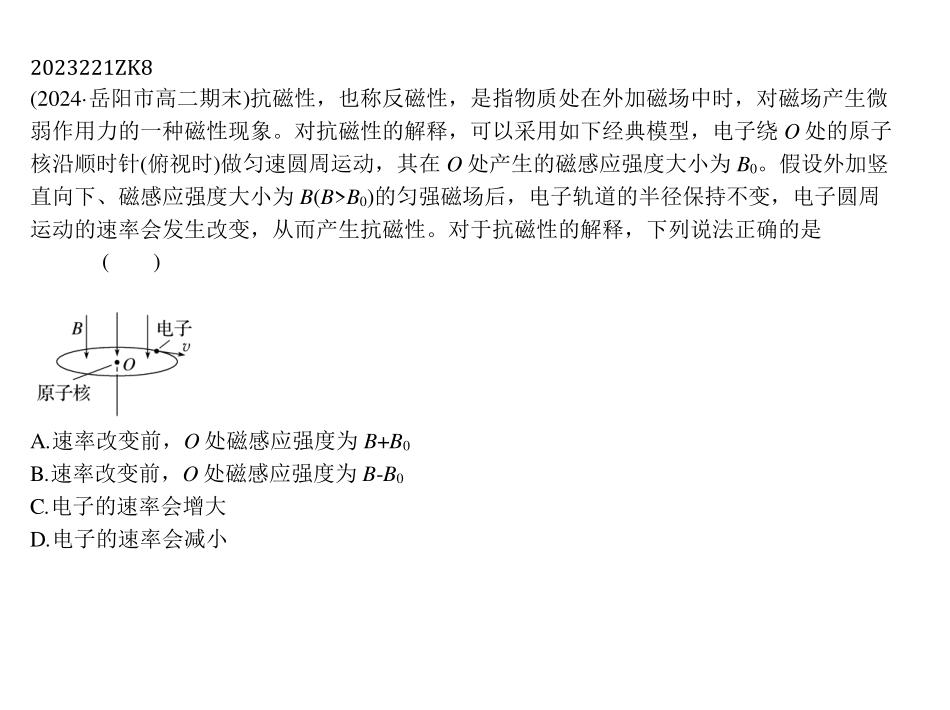 2023221ZK8
(2024·岳阳市高二期末)抗磁性，也称反磁性，是指物质处在外加磁场中时，对磁场产生微
弱作用力的一种磁性现象。对抗磁性的解释，可以采用如下经典模型，电子绕 O 处的原子
核沿顺时针(俯视时)做匀速圆周运动，其在 O 处产生的磁感应强度大小为 B₀。假设外加竖
直向下、磁感应强度大小为 B(B>B₀)的匀强磁场后，电子轨道的半径保持不变，电子圆周
运动的速率会发生改变，从而产生抗磁性。对于抗磁性的解释，下列说法正确的是
(　　)
B
电子
v
O
原子核
A.速率改变前，O 处磁感应强度为 B+B₀
B.速率改变前，O 处磁感应强度为 B-B₀
C.电子的速率会增大
D.电子的速率会减小